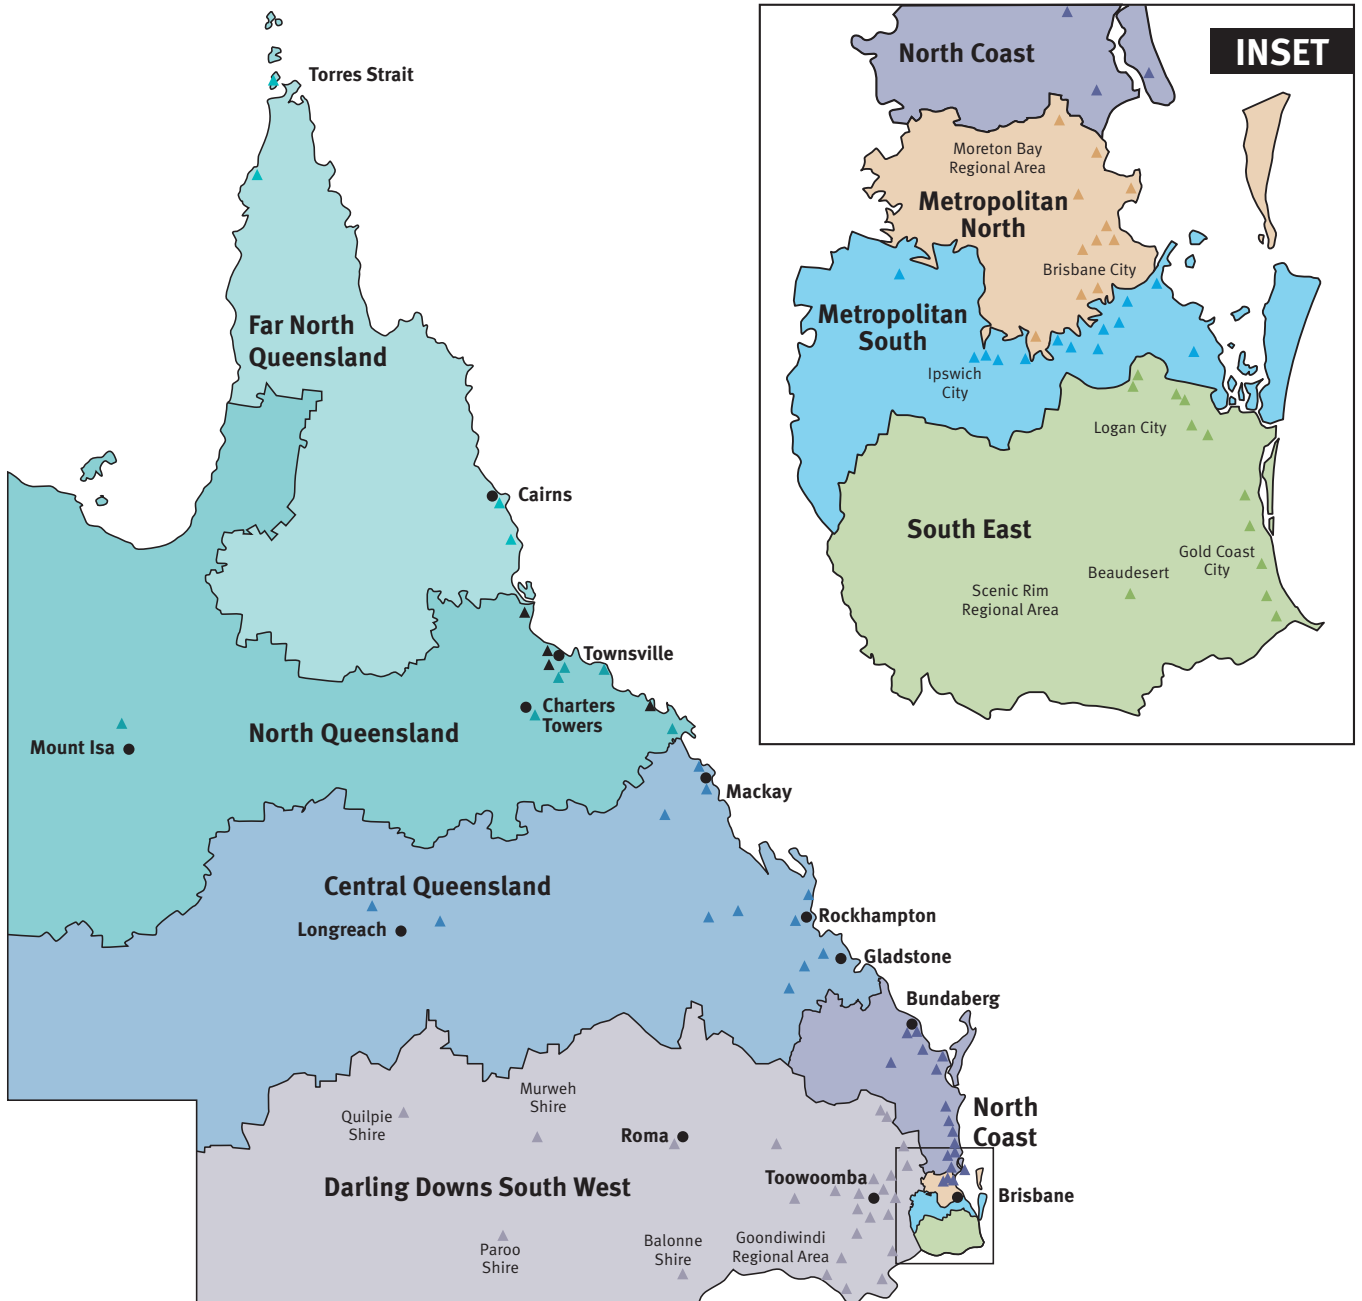 Torres Strait
Far North
Queensland
Cairns
Townsville
Charters
Towers
North Queensland
Mount Isa
Mackay
Central Queensland
Longreach
Rockhampton
Gladstone
Bundaberg
Murweh
Shire
Quilpie
Shire
Roma
North
Coast
Toowoomba
Darling Downs South West
Brisbane
Paroo
Shire
Balonne
Shire
Goondiwindi
Regional Area
INSET
North Coast
Moreton Bay
Regional Area
Metropolitan
North
Brisbane City
Metropolitan
South
Ipswich
City
Logan City
South East
Gold Coast
City
Beaudesert
Scenic Rim
Regional Area